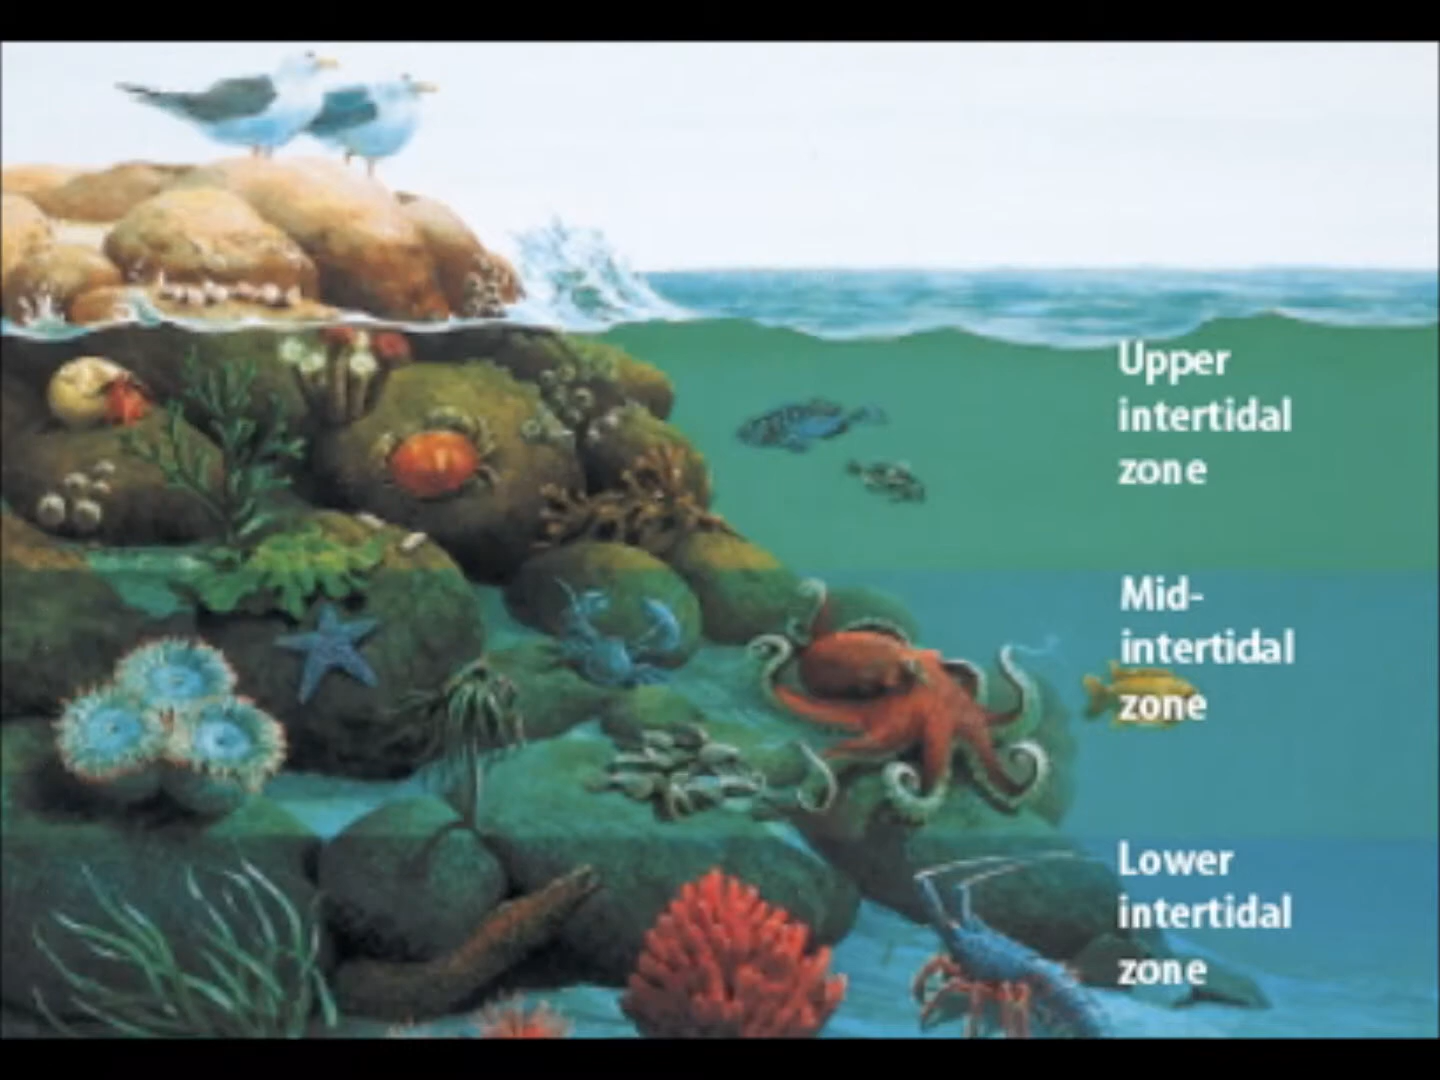 Upper
intertidal
zone
Mid-
intertidal
zone
Lower
intertidal
zone